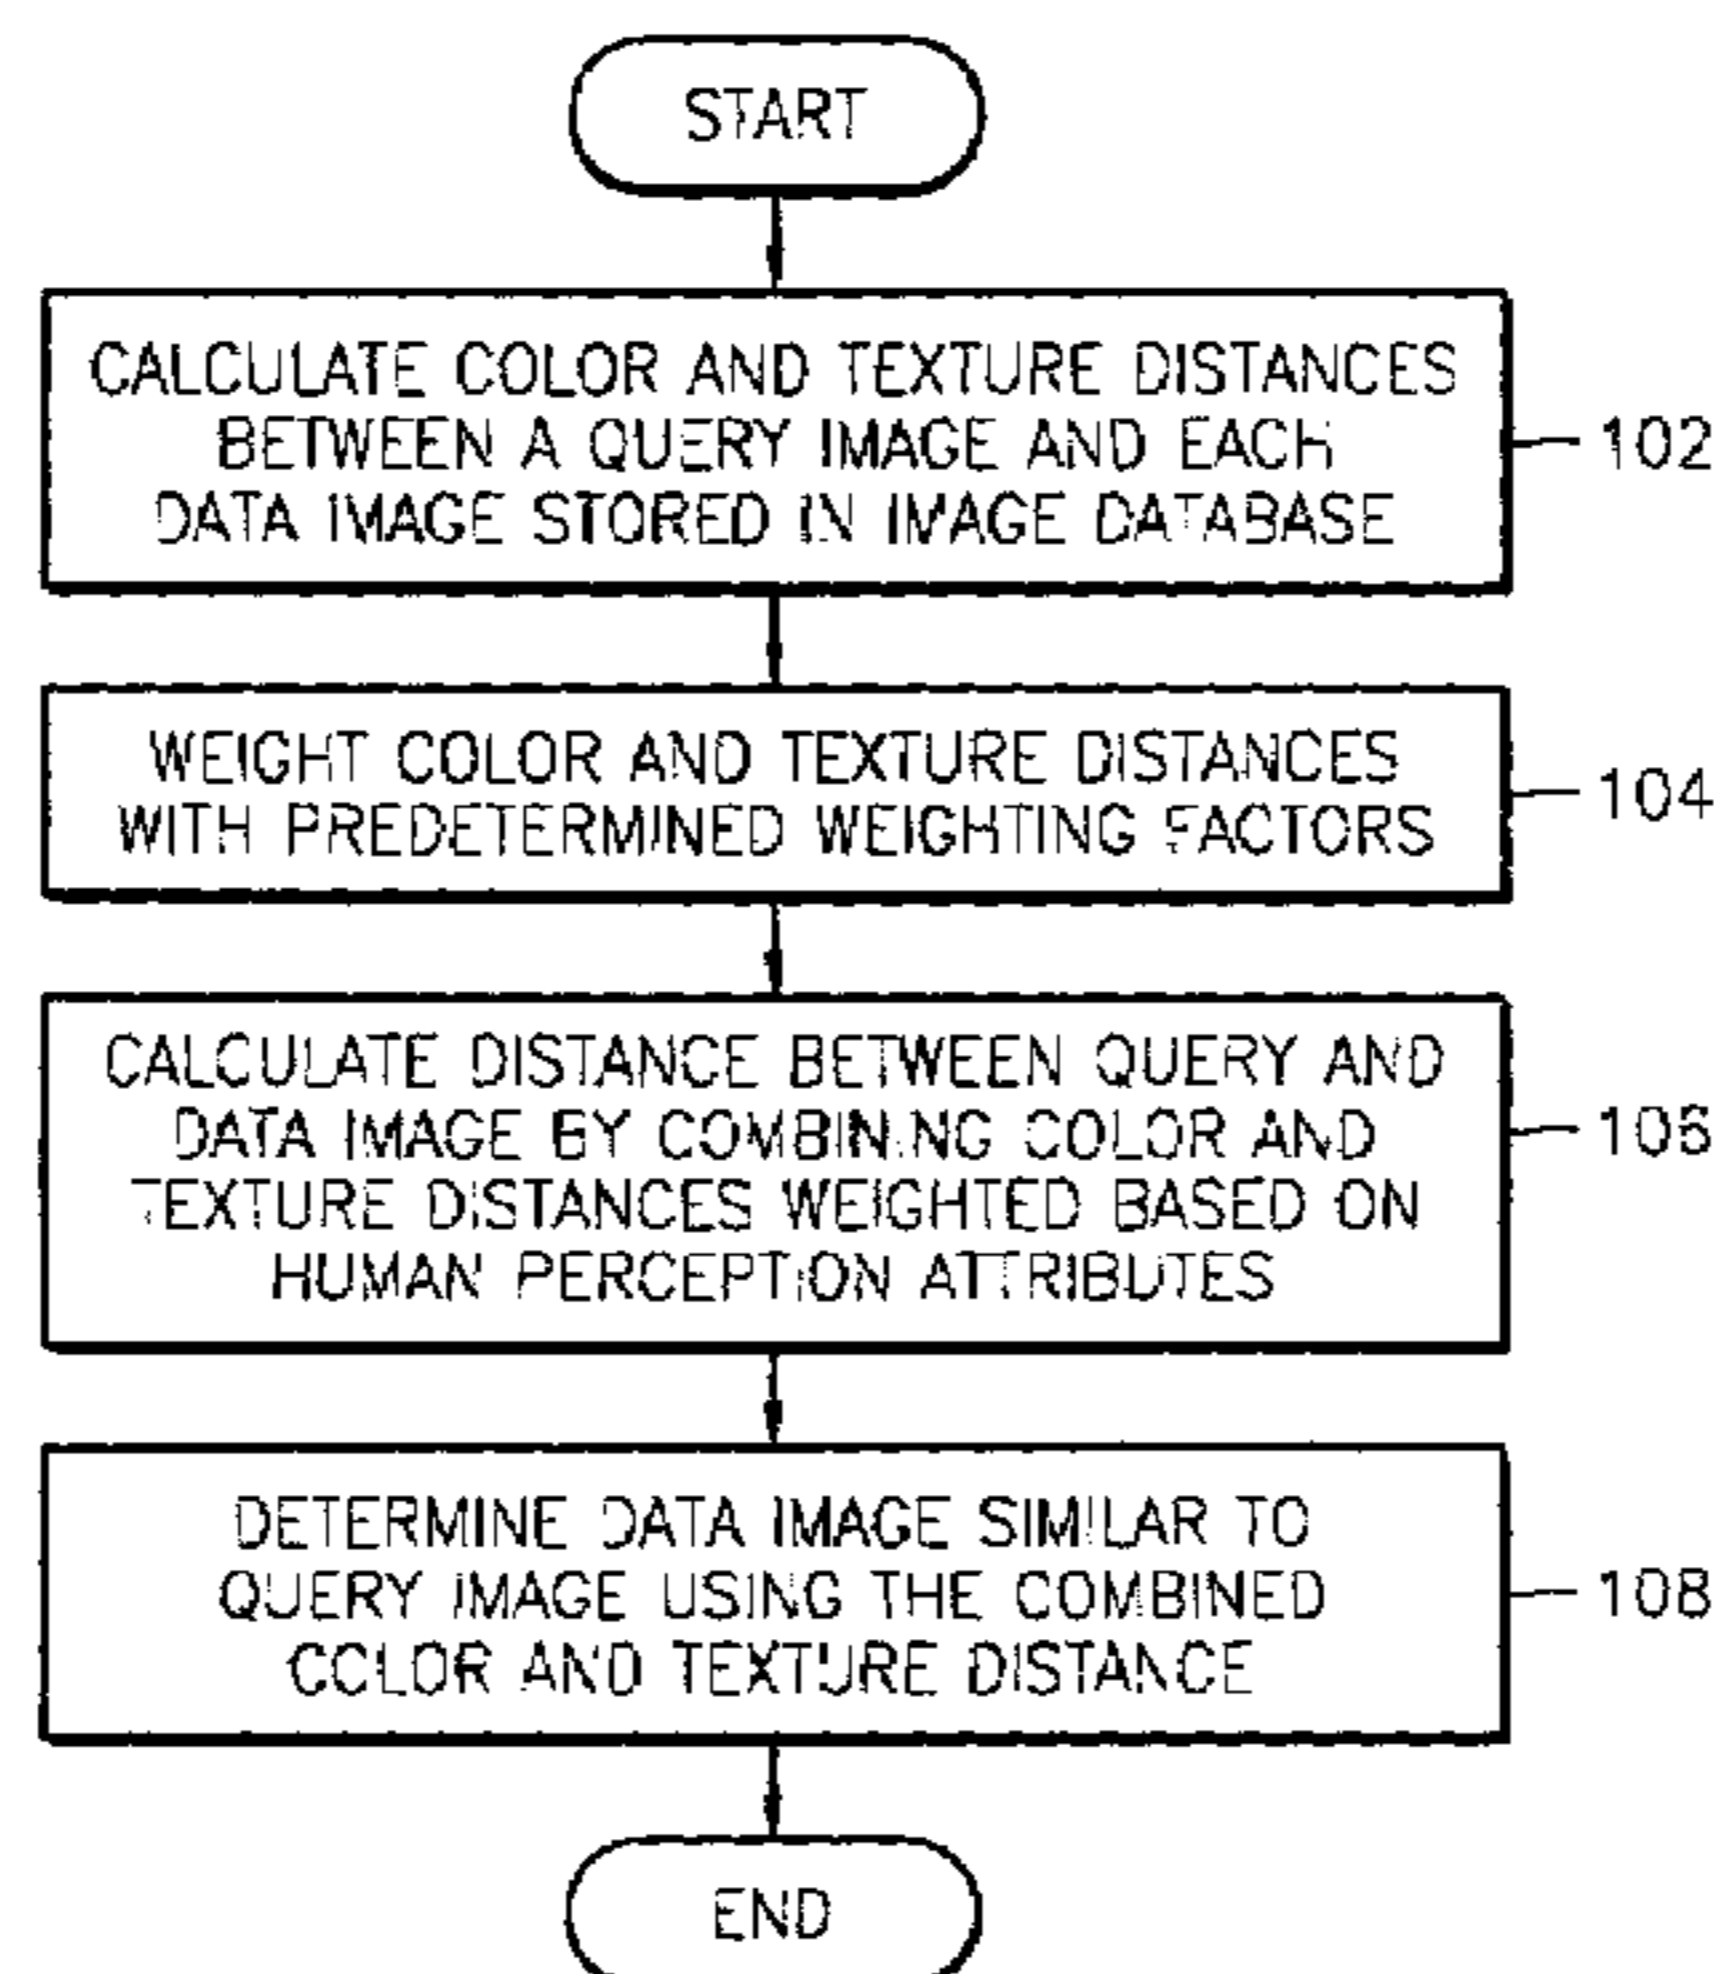 START
CALCULATE COLOR AND TEXTURE DISTANCES
BETWEEN A QUERY IMAGE AND EACH
DATA IMAGE STORED IN IMAGE DATABASE
102
WEIGHT COLOR AND TEXTURE DISTANCES
WITH PREDETERMINED WEIGHTING FACTORS
104
CALCULATE DISTANCE BETWEEN QUERY AND
DATA IMAGE BY COMBINING COLOR AND
TEXTURE DISTANCES WEIGHTED BASED ON
HUMAN PERCEPTION ATTRIBUTES
106
DETERMINE DATA IMAGE SIMILAR TO
QUERY IMAGE USING THE COMBINED
COLOR AND TEXTURE DISTANCE
108
END